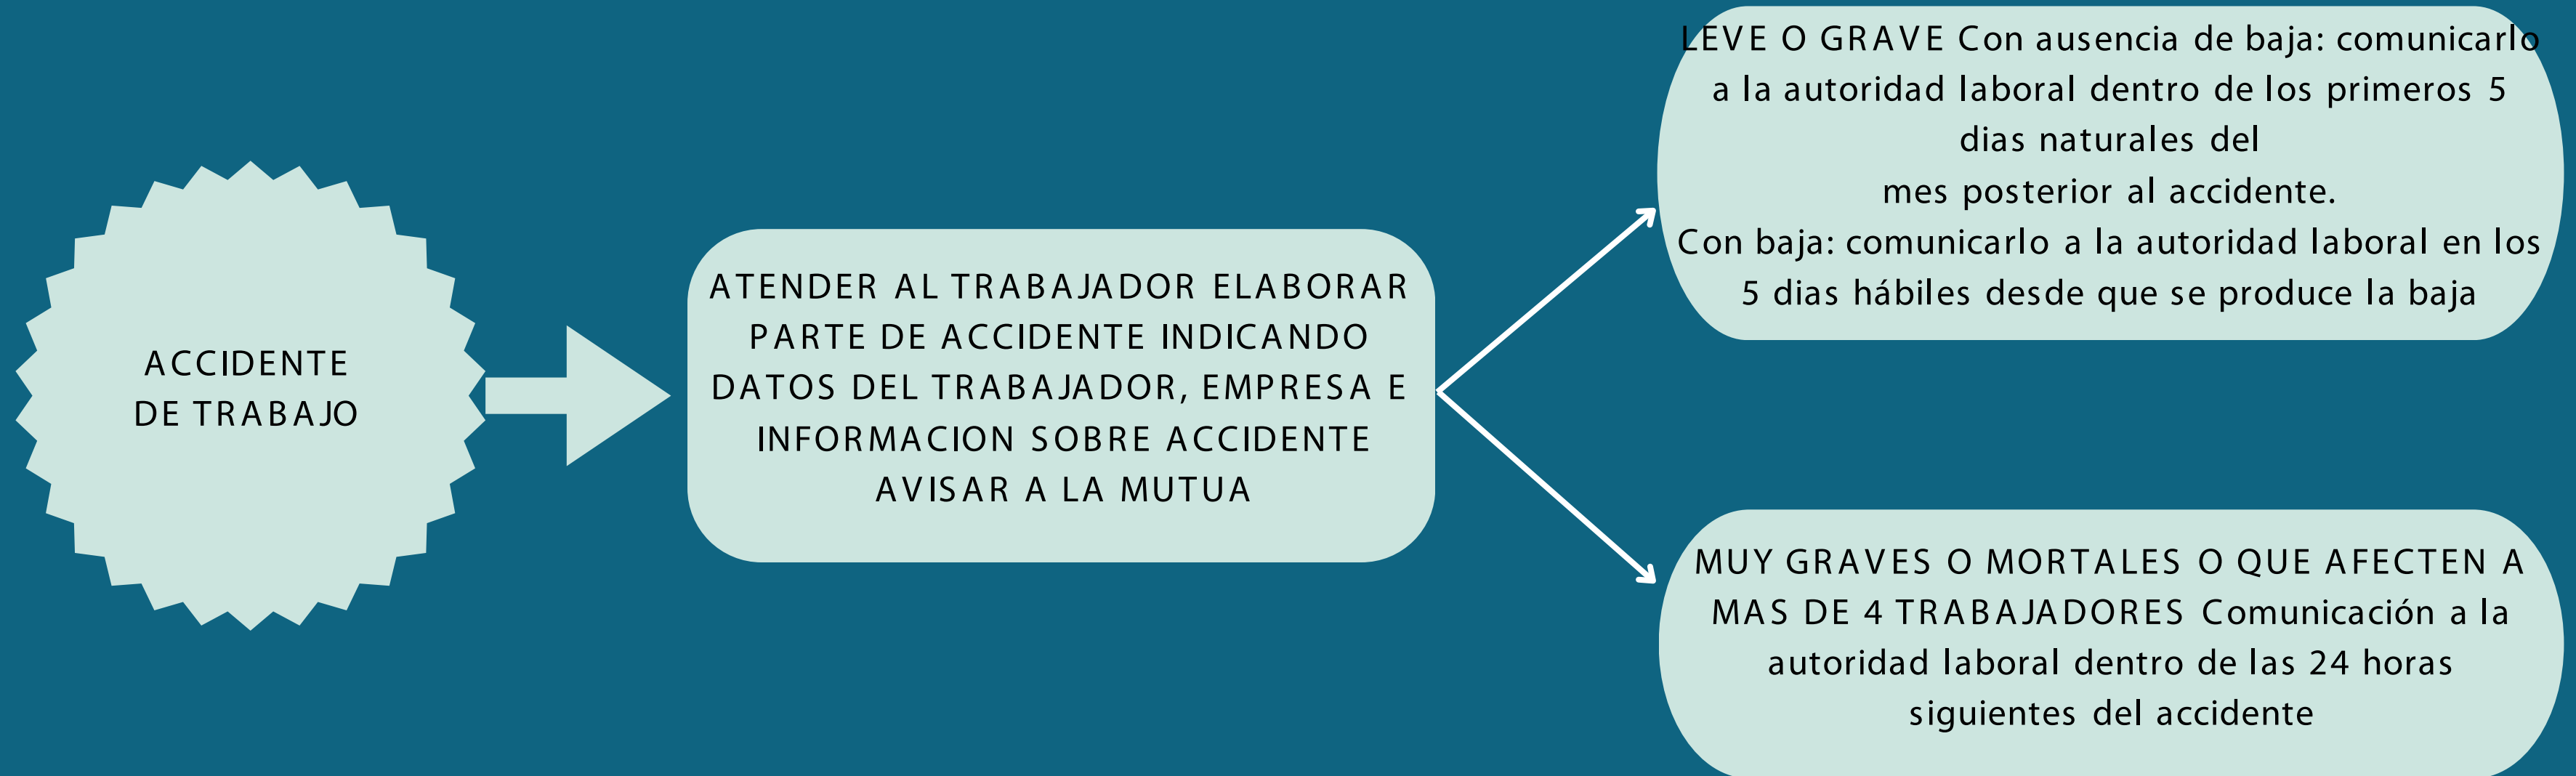 ACCIDENTE
DE TRABAJO
ATENDER AL TRABAJADOR ELABORAR
PARTE DE ACCIDENTE INDICANDO
DATOS DEL TRABAJADOR, EMPRESA E
INFORMACION SOBRE ACCIDENTE
AVISAR A LA MUTUA
LEVE O GRAVE Con ausencia de baja: comunicarlo
a la autoridad laboral dentro de los primeros 5
dias naturales del
mes posterior al accidente.
Con baja: comunicarlo a la autoridad laboral en los
5 dias hábiles desde que se produce la baja
MUY GRAVES O MORTALES O QUE AFECTEN A
MAS DE 4 TRABAJADORES Comunicación a la
autoridad laboral dentro de las 24 horas
siguientes del accidente